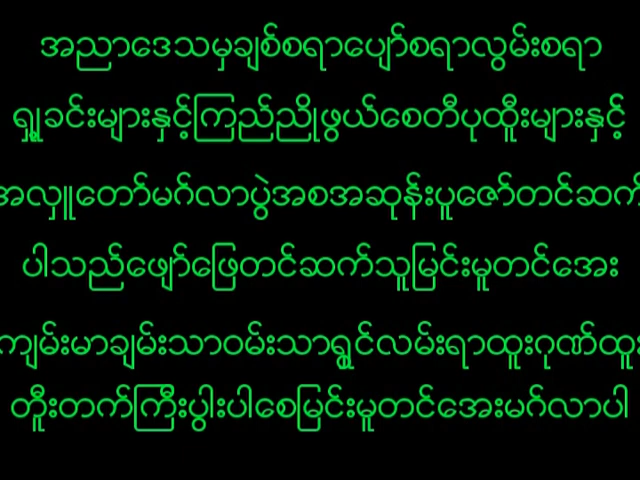 အညာဒေသမှချစ်စရာပျော်စရာလွမ်းစရာ
ရှုခင်းများနှင့်ကြည်ညိုဖွယ်စေတီပုထိုးများနှင့်
အလှူတော်မင်္ဂလာပွဲအစအဆုန်းပူဇော်တင်ဆက်
ပါသည်ဖျော်ဖြေတင်ဆက်သူမြင်းမူတင်အေး
ကျမ်းမာချမ်းသာဝမ်းသာရွှင်လမ်းရာထူးဂုဏ်ထူး
တိုးတက်ကြီးပွါးပါစေမြင်းမူတင်အေးမင်္ဂလာပါ